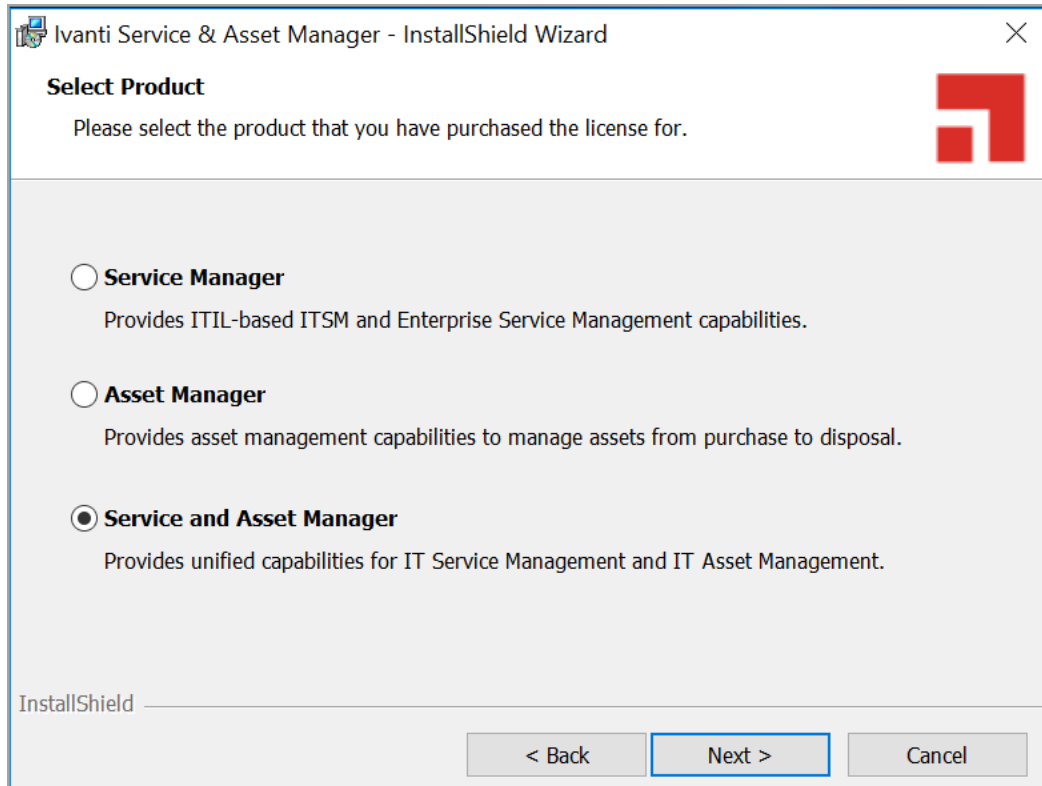 Ivanti Service & Asset Manager - InstallShield Wizard
Select Product
Please select the product that you have purchased the license for.
Service Manager
Provides ITIL-based ITSM and Enterprise Service Management capabilities.
Asset Manager
Provides asset management capabilities to manage assets from purchase to disposal.
Service and Asset Manager
Provides unified capabilities for IT Service Management and IT Asset Management.
InstallShield
< Back Next > Cancel